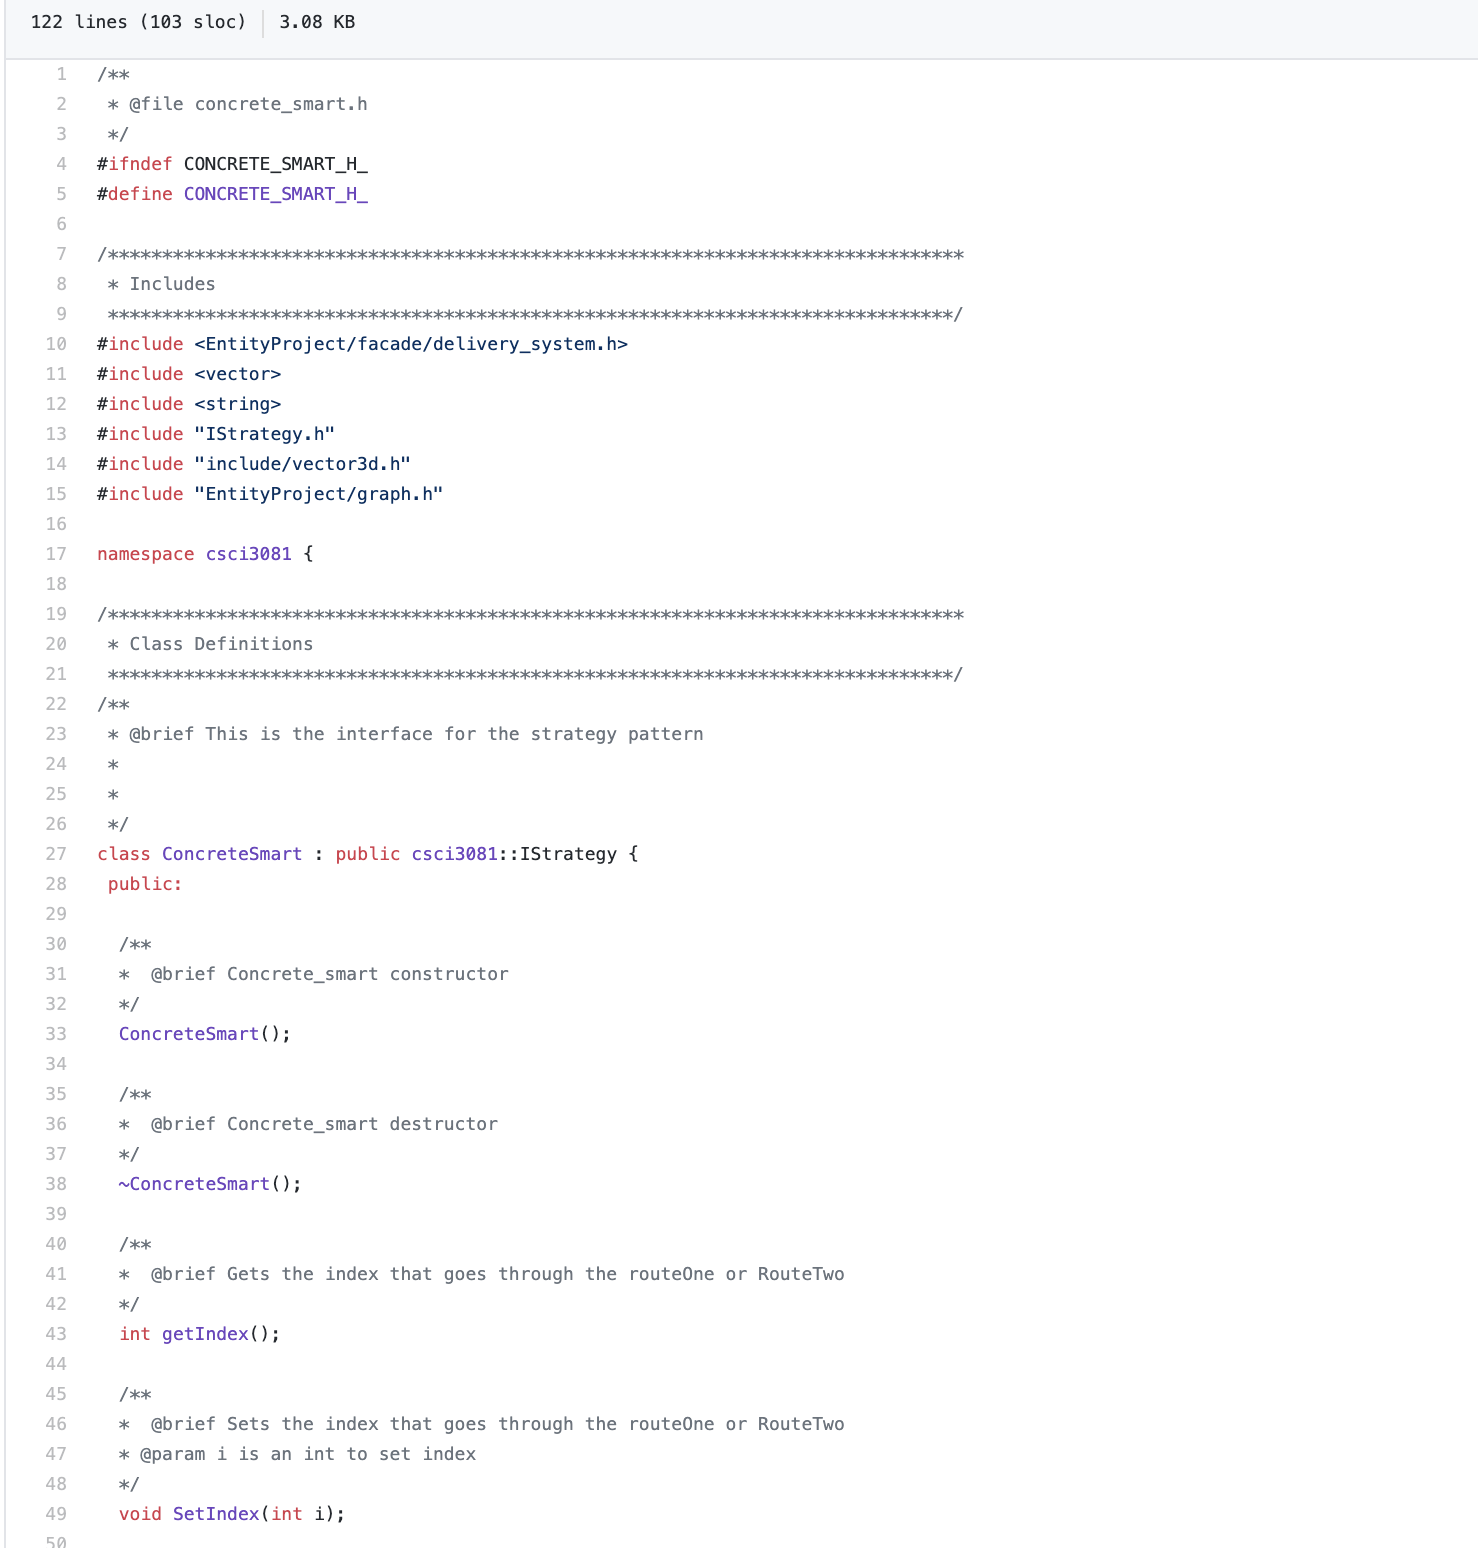 122 lines (103 sloc) 3.08 KB
1 /**
2  * @file concrete_smart.h
3  */
4 #ifndef CONCRETE_SMART_H_
5 #define CONCRETE_SMART_H_
6
7 /*******************************************************************************
8  * Includes
9  ******************************************************************************/
10 #include <EntityProject/facade/delivery_system.h>
11 #include <vector>
12 #include <string>
13 #include "IStrategy.h"
14 #include "include/vector3d.h"
15 #include "EntityProject/graph.h"
16
17 namespace csci3081 {
18
19 /*******************************************************************************
20  * Class Definitions
21  ******************************************************************************/
22 /**
23  * @brief This is the interface for the strategy pattern
24  *
25  *
26  */
27 class ConcreteSmart : public csci3081::IStrategy {
28  public:
29
30   /**
31   *  @brief Concrete_smart constructor
32   */
33   ConcreteSmart();
34
35   /**
36   *  @brief Concrete_smart destructor
37   */
38   ~ConcreteSmart();
39
40   /**
41   *  @brief Gets the index that goes through the routeOne or RouteTwo
42   */
43   int getIndex();
44
45   /**
46   *  @brief Sets the index that goes through the routeOne or RouteTwo
47   * @param i is an int to set index
48   */
49   void SetIndex(int i);
50